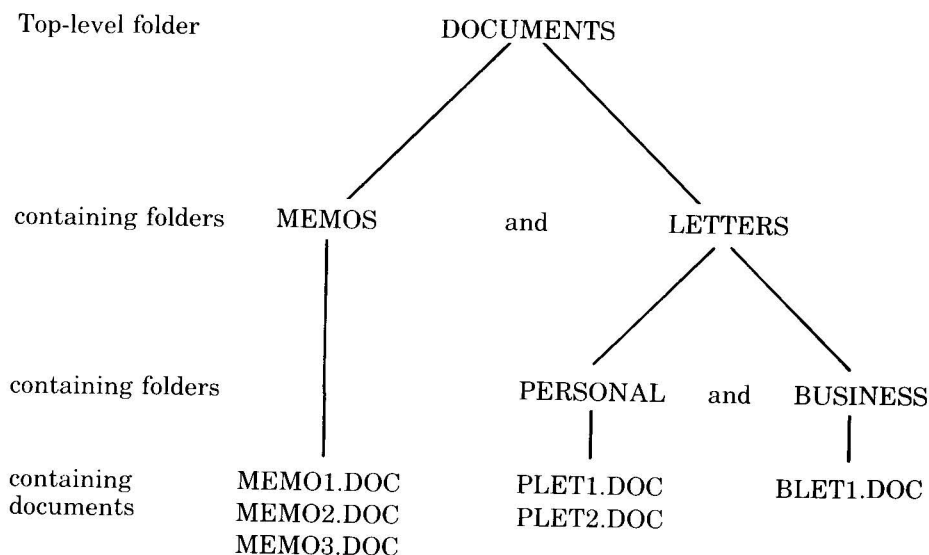 Top-level folder DOCUMENTS
containing folders MEMOS and LETTERS
containing folders PERSONAL and BUSINESS
containing documents
MEMO1.DOC
MEMO2.DOC
MEMO3.DOC
PLET1.DOC
PLET2.DOC
BLET1.DOC